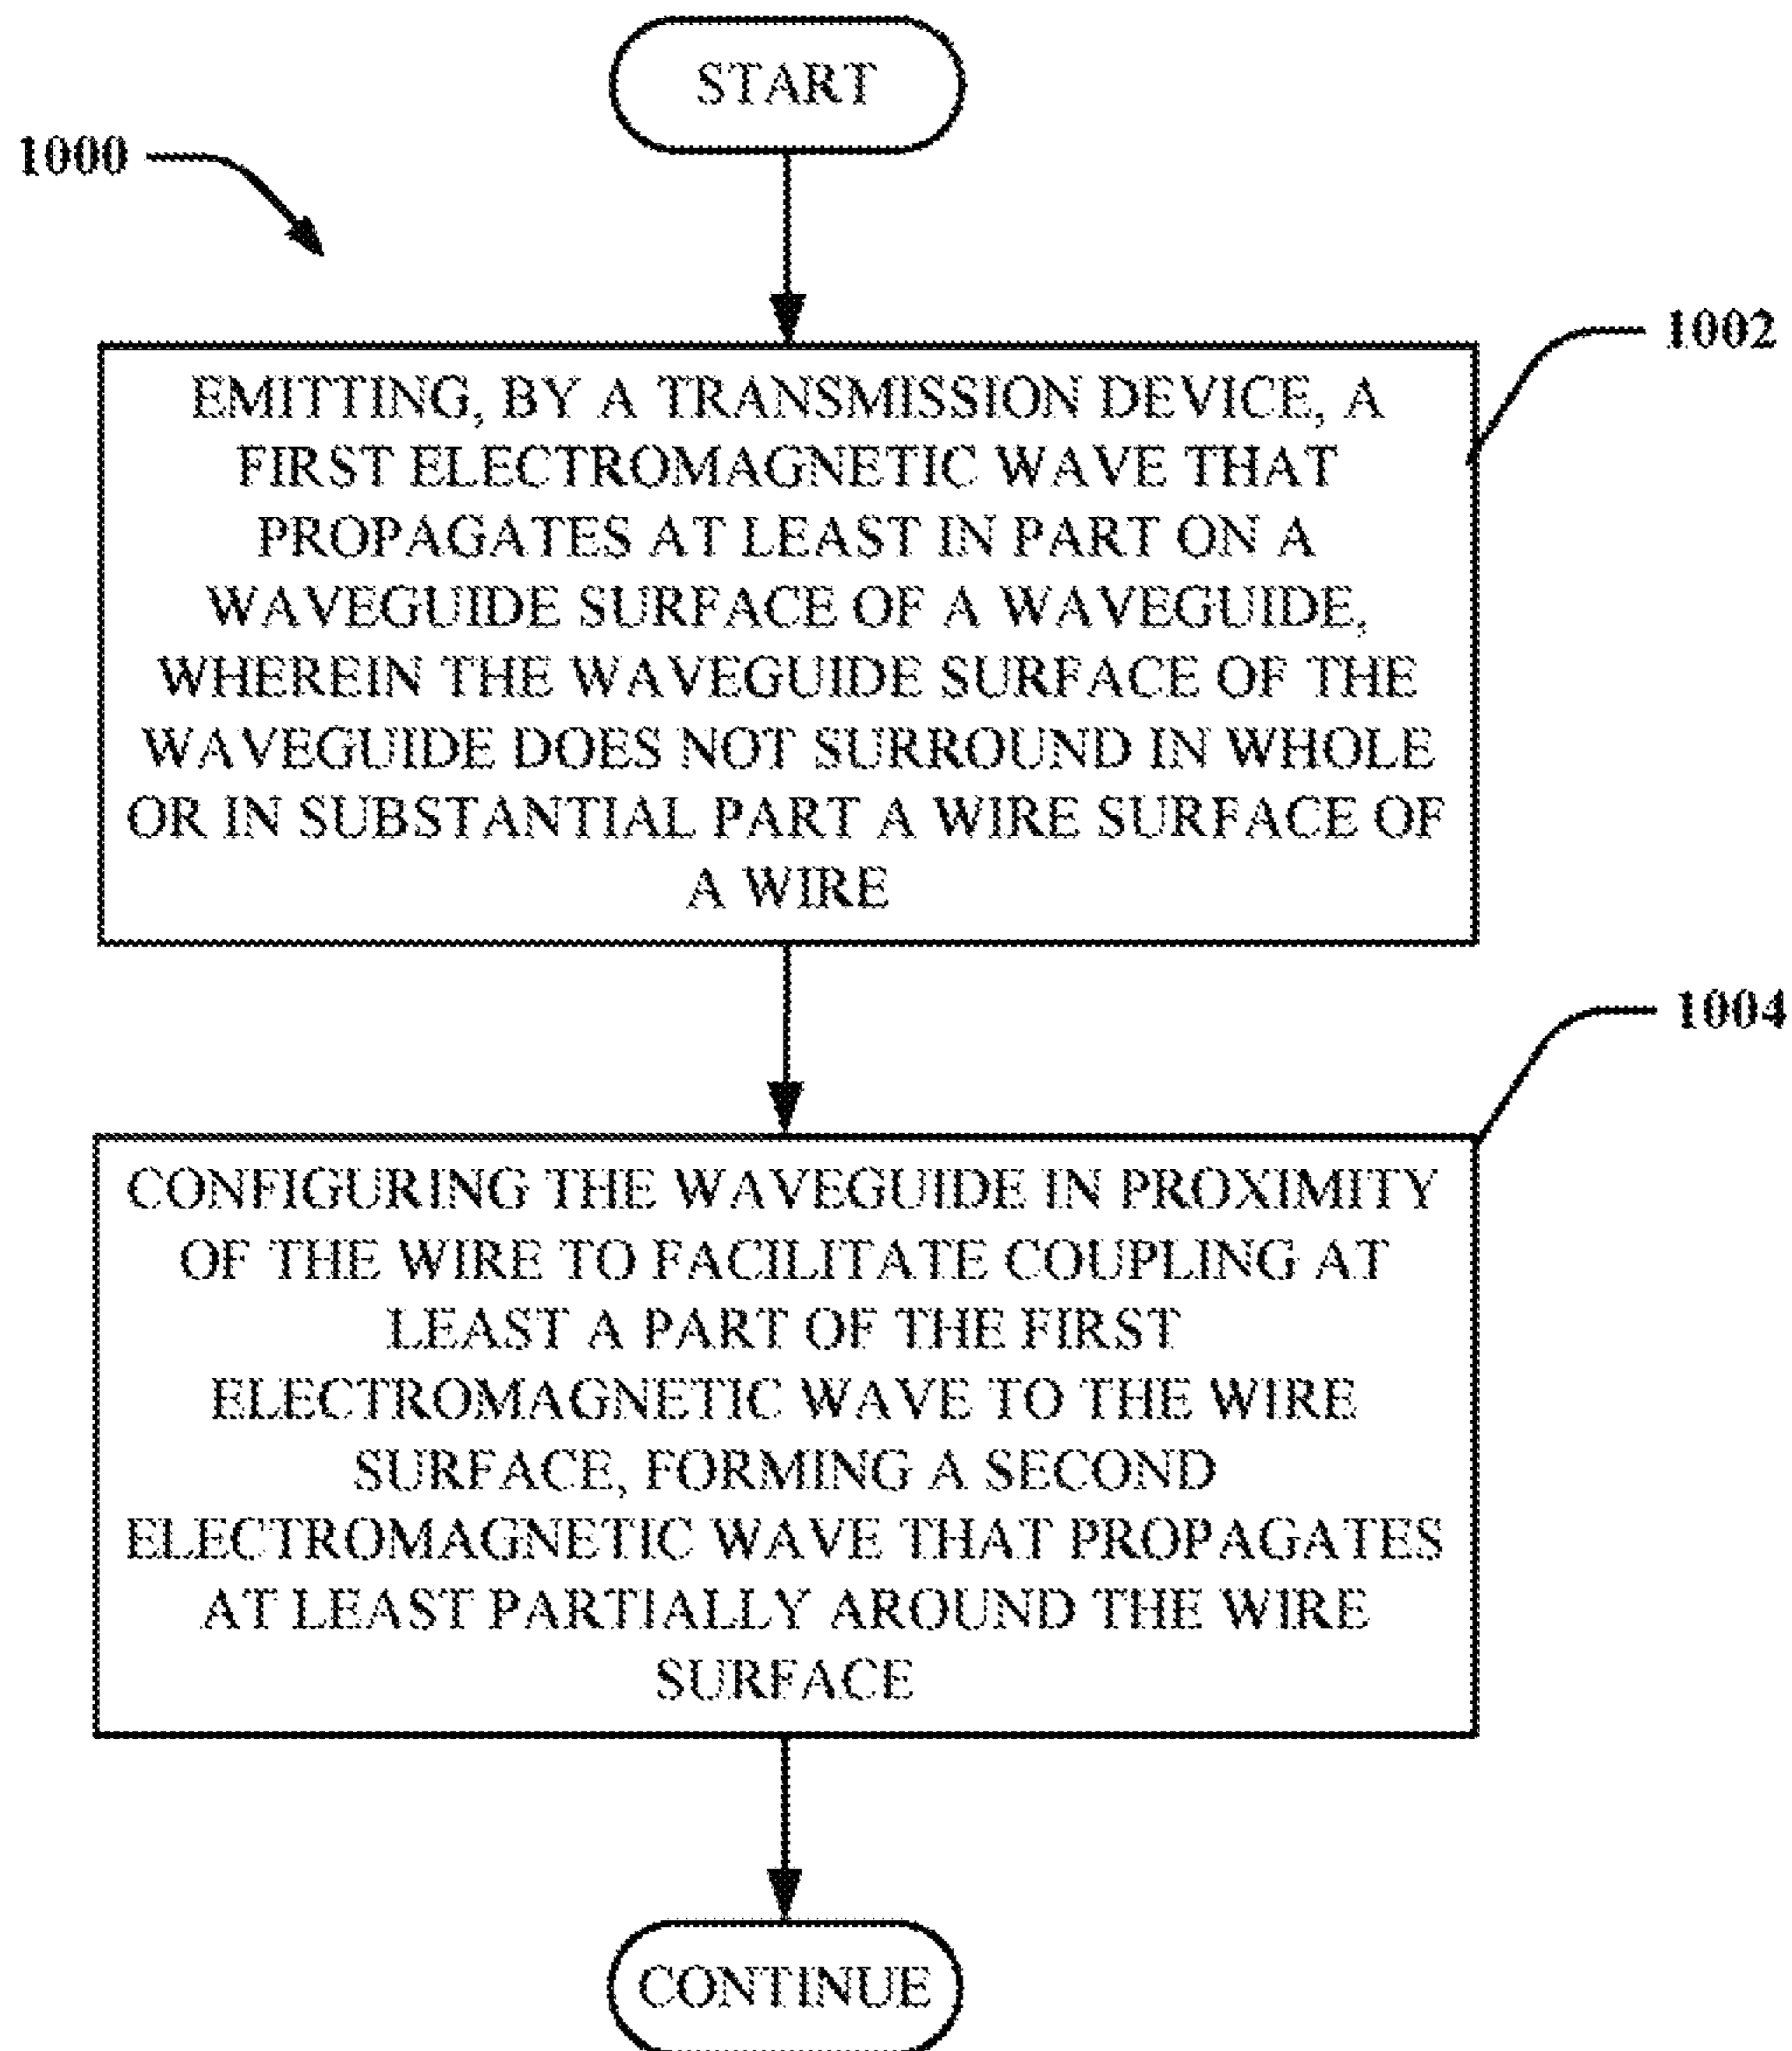 START
1000
1002
EMITTING, BY A TRANSMISSION DEVICE, A
FIRST ELECTROMAGNETIC WAVE THAT
PROPAGATES AT LEAST IN PART ON A
WAVEGUIDE SURFACE OF A WAVEGUIDE,
WHEREIN THE WAVEGUIDE SURFACE OF THE
WAVEGUIDE DOES NOT SURROUND IN WHOLE
OR IN SUBSTANTIAL PART A WIRE SURFACE OF
A WIRE
1004
CONFIGURING THE WAVEGUIDE IN PROXIMITY
OF THE WIRE TO FACILITATE COUPLING AT
LEAST A PART OF THE FIRST
ELECTROMAGNETIC WAVE TO THE WIRE
SURFACE, FORMING A SECOND
ELECTROMAGNETIC WAVE THAT PROPAGATES
AT LEAST PARTIALLY AROUND THE WIRE
SURFACE
CONTINUE